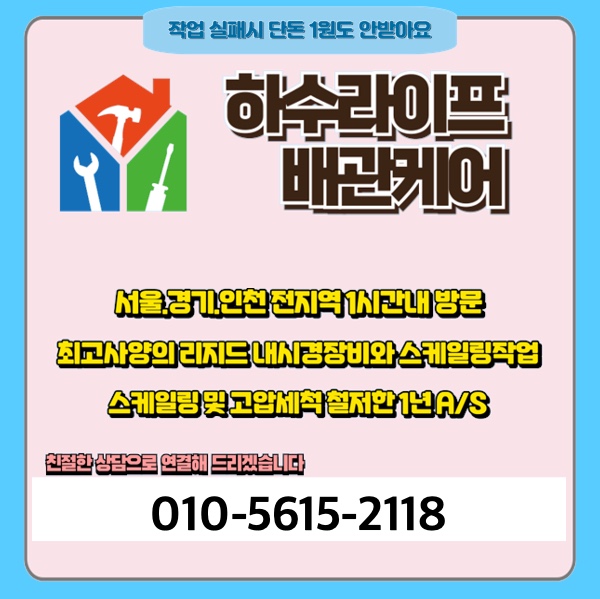 작업 실패시 단돈 1원도 안받아요
하수라이프
배관케어
서울.경기.인천 전지역 1시간내 방문
최고사양의 리지드 내시경장비와 스케일링작업
스케일링 및 고압세척 철저한 1년 A/S
친절한 상담으로 연결해 드리겠습니다
010-5615-2118